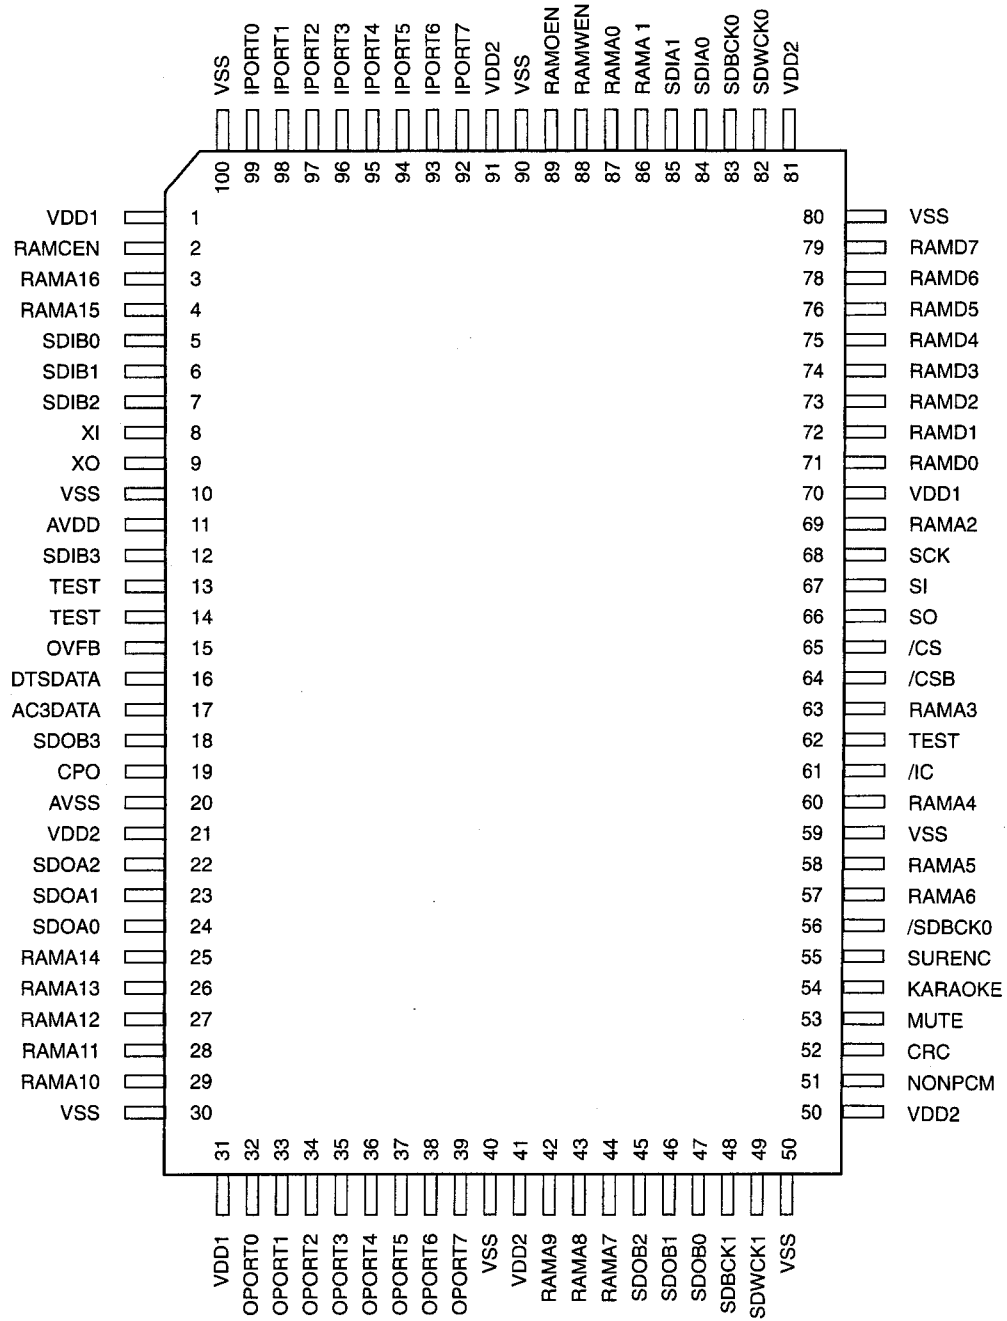 VSS IPORT0 IPORT1 IPORT2 IPORT3 IPORT4 IPORT5 IPORT6 IPORT7 VDD2 VSS RAMOEN RAMWEN RAMA0 RAMA 1 SDIA1 SDIA0 SDBCK0 SDWCK0 VDD2
100 99 98 97 96 95 94 93 92 91 90 89 88 87 86 85 84 83 82 81
VDD1 1 80 VSS
RAMCEN 2 79 RAMD7
RAMA16 3 78 RAMD6
RAMA15 4 76 RAMD5
SDIB0 5 75 RAMD4
SDIB1 6 74 RAMD3
SDIB2 7 73 RAMD2
XI 8 72 RAMD1
XO 9 71 RAMD0
VSS 10 70 VDD1
AVDD 11 69 RAMA2
SDIB3 12 68 SCK
TEST 13 67 SI
TEST 14 66 SO
OVFB 15 65 /CS
DTSDATA 16 64 /CSB
AC3DATA 17 63 RAMA3
SDOB3 18 62 TEST
CPO 19 61 /IC
AVSS 20 60 RAMA4
VDD2 21 59 VSS
SDOA2 22 58 RAMA5
SDOA1 23 57 RAMA6
SDOA0 24 56 /SDBCK0
RAMA14 25 55 SURENC
RAMA13 26 54 KARAOKE
RAMA12 27 53 MUTE
RAMA11 28 52 CRC
RAMA10 29 51 NONPCM
VSS 30 50 VDD2
31 32 33 34 35 36 37 38 39 40 41 42 43 44 45 46 47 48 49 50
VDD1 OPORT0 OPORT1 OPORT2 OPORT3 OPORT4 OPORT5 OPORT6 OPORT7 VSS VDD2 RAMA9 RAMA8 RAMA7 SDOB2 SDOB1 SDOB0 SDBCK1 SDWCK1 VSS